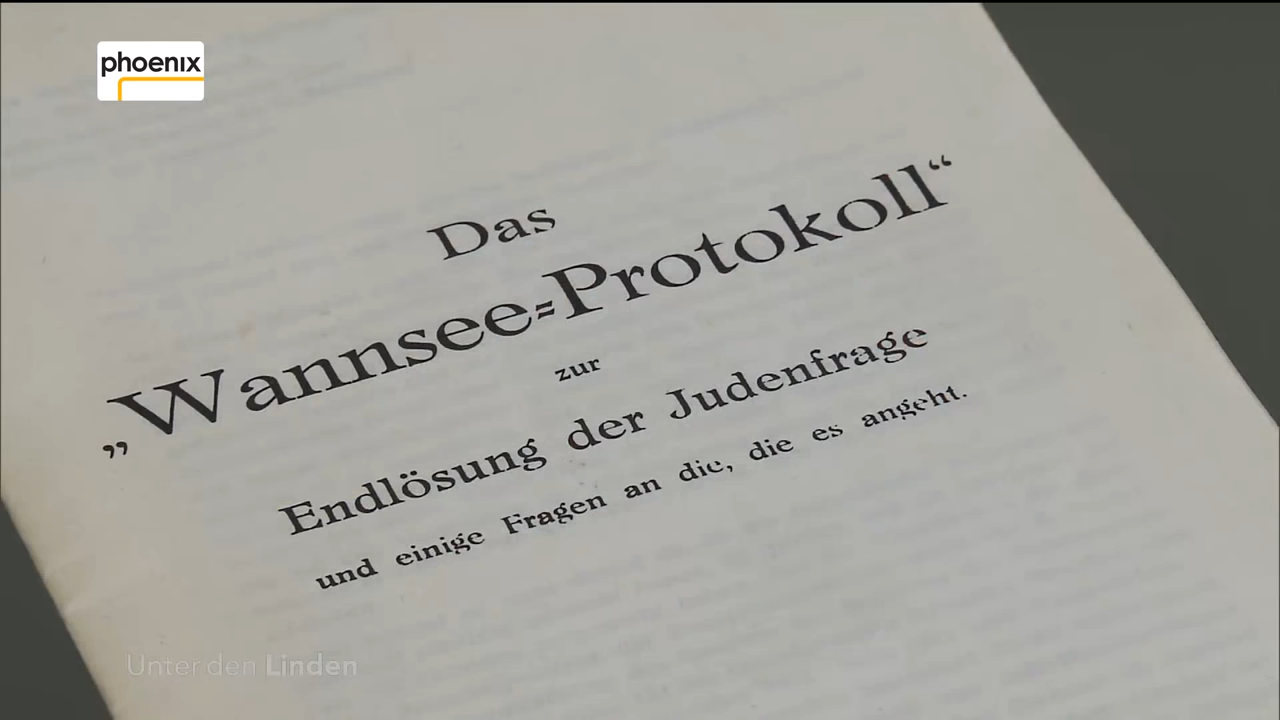 phoenix
Das
„Wannsee=Protokoll“
zur
Endlösung der Judenfrage
und einige Fragen an die, die es angeht.
Unter den Linden